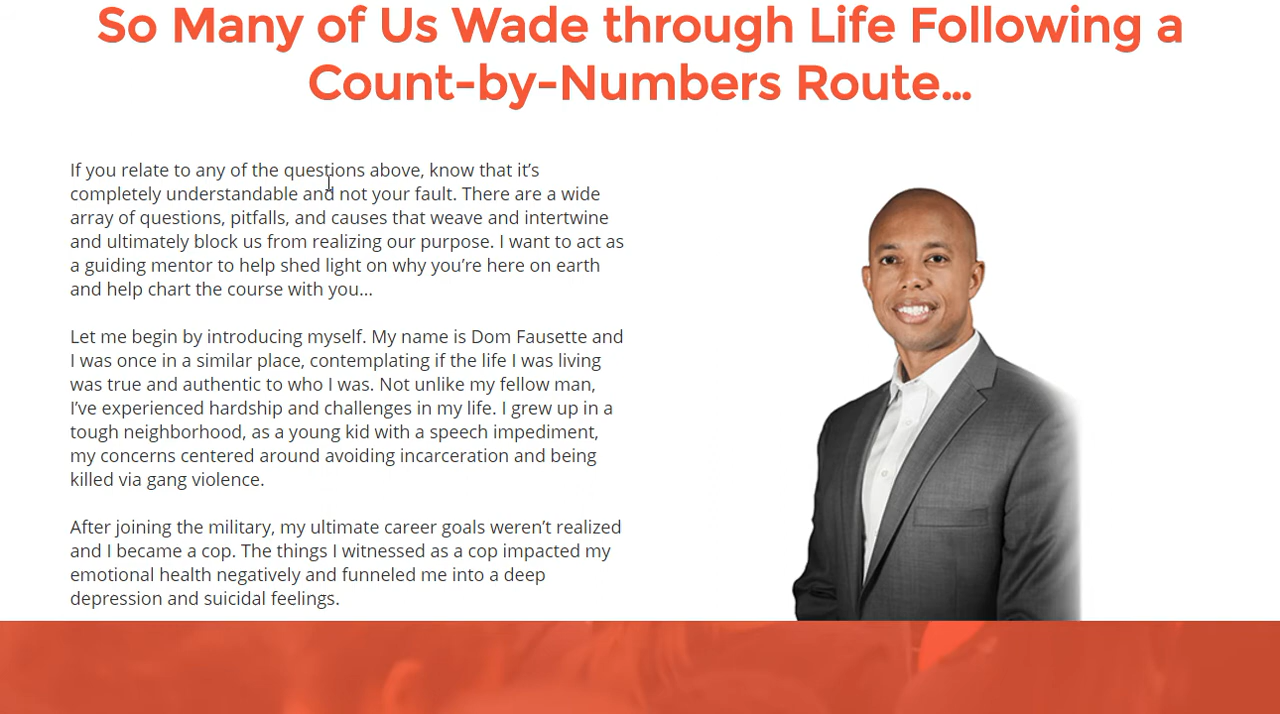 So Many of Us Wade through Life Following a
Count-by-Numbers Route...
If you relate to any of the questions above, know that it’s
completely understandable and not your fault. There are a wide
array of questions, pitfalls, and causes that weave and intertwine
and ultimately block us from realizing our purpose. I want to act as
a guiding mentor to help shed light on why you’re here on earth
and help chart the course with you...
Let me begin by introducing myself. My name is Dom Fausette and
I was once in a similar place, contemplating if the life I was living
was true and authentic to who I was. Not unlike my fellow man,
I’ve experienced hardship and challenges in my life. I grew up in a
tough neighborhood, as a young kid with a speech impediment,
my concerns centered around avoiding incarceration and being
killed via gang violence.
After joining the military, my ultimate career goals weren’t realized
and I became a cop. The things I witnessed as a cop impacted my
emotional health negatively and funneled me into a deep
depression and suicidal feelings.